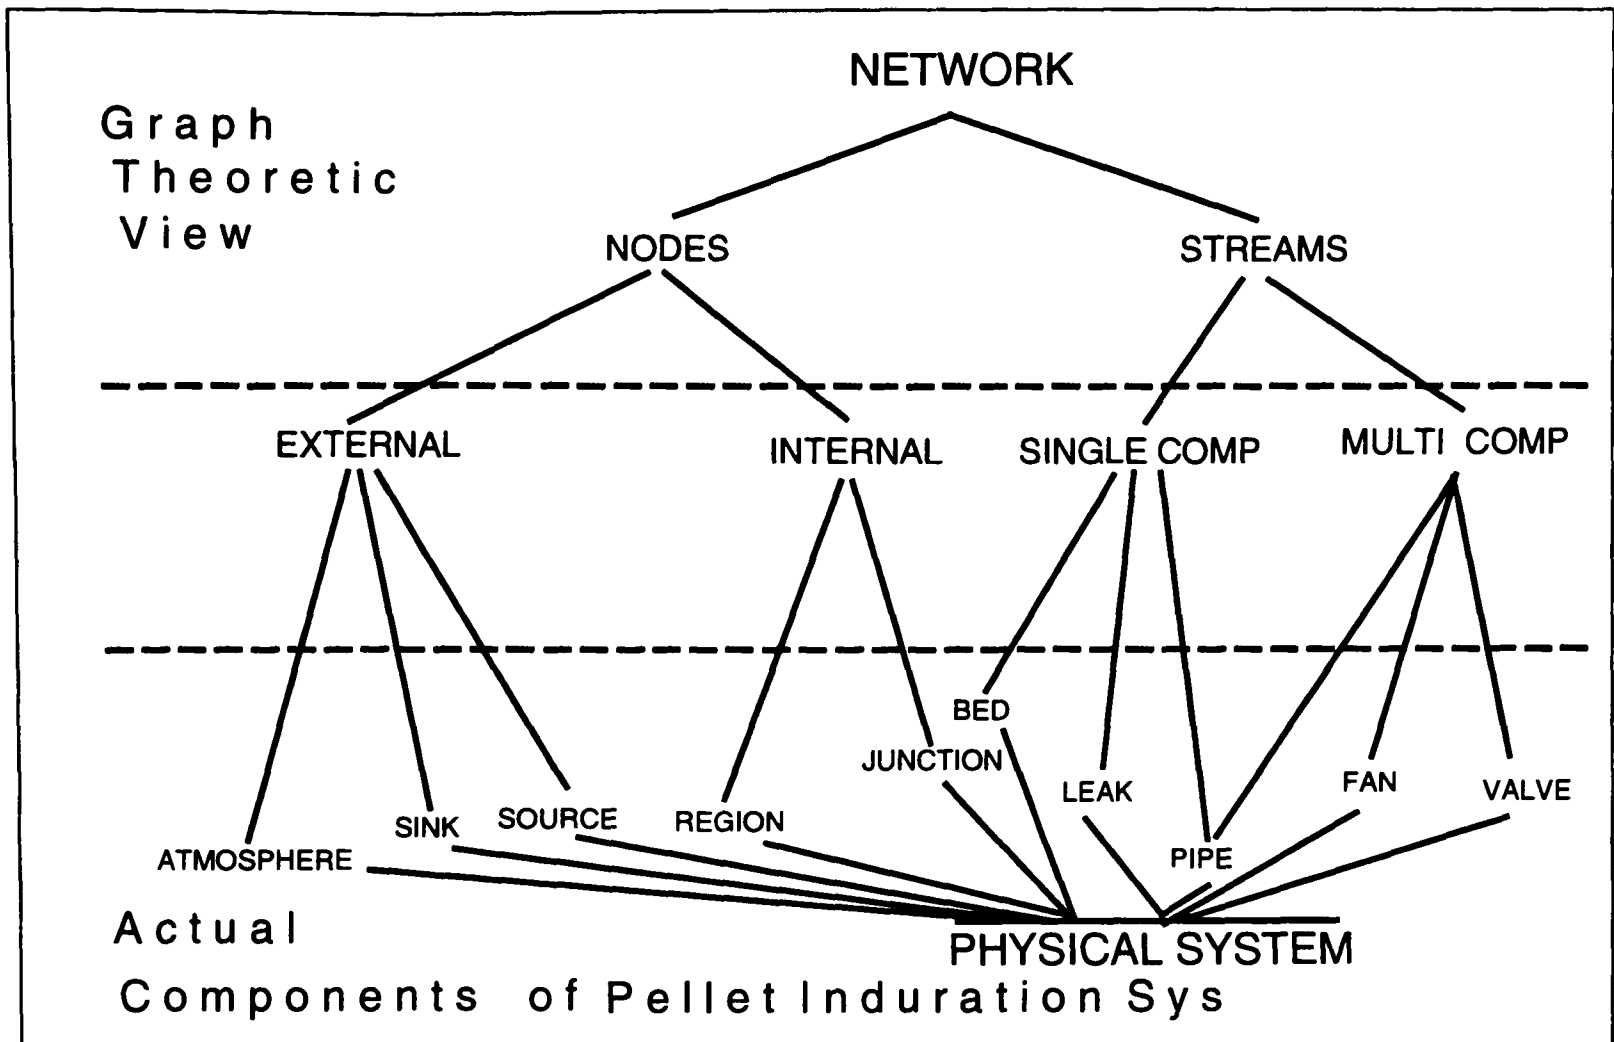 NETWORK
Graph
Theoretic
View
NODES
STREAMS
EXTERNAL
INTERNAL
SINGLE COMP
MULTI COMP
BED
JUNCTION
LEAK
FAN
VALVE
SINK
SOURCE
REGION
ATMOSPHERE
PIPE
Actual
PHYSICAL SYSTEM
Components of Pellet Induration Sys